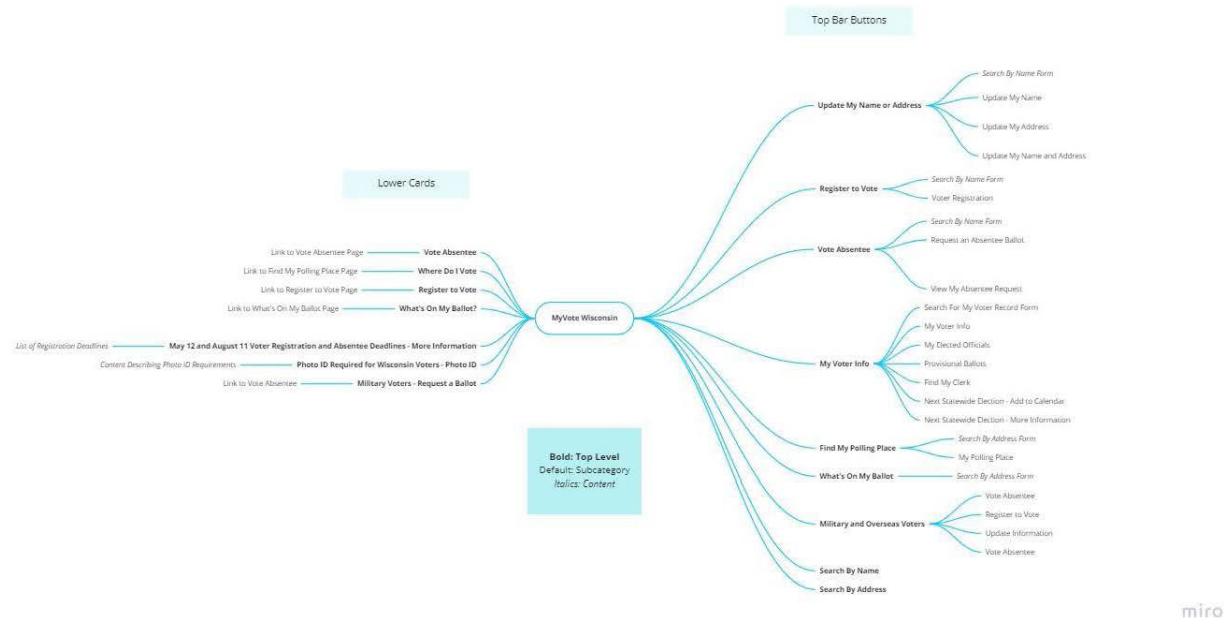 Top Bar Buttons
Search By Name Form
Update My Name or Address
Update My Name
Update My Address
Update My Name and Address
Lower Cards
Register to Vote
Search By Name Form
Voter Registration
Vote Absentee
Search By Name Form
Request an Absentee Ballot
View My Absentee Request
Link to Vote Absentee Page
Vote Absentee
Link to Find My Polling Place Page
Where Do I Vote
Link to Register to Vote Page
Register to Vote
Link to What's On My Ballot Page
What's On My Ballot?
List of Registration Deadlines
May 12 and August 11 Voter Registration and Absentee Deadlines - More Information
Content Describing Photo ID Requirements
Photo ID Required for Wisconsin Voters - Photo ID
Link to Vote Absentee
Military Voters - Request a Ballot
MyVote Wisconsin
My Voter Info
Search For My Voter Record Form
My Voter Info
My Elected Officials
Provisional Ballots
Find My Clerk
Next Statewide Election - Add to Calendar
Next Statewide Election - More Information
Find My Polling Place
Search By Address Form
My Polling Place
What's On My Ballot
Search By Address Form
Military and Overseas Voters
Vote Absentee
Register to Vote
Update Information
Vote Absentee
Search By Name
Search By Address
Bold: Top Level
Default: Subcategory
Italics: Content
miro